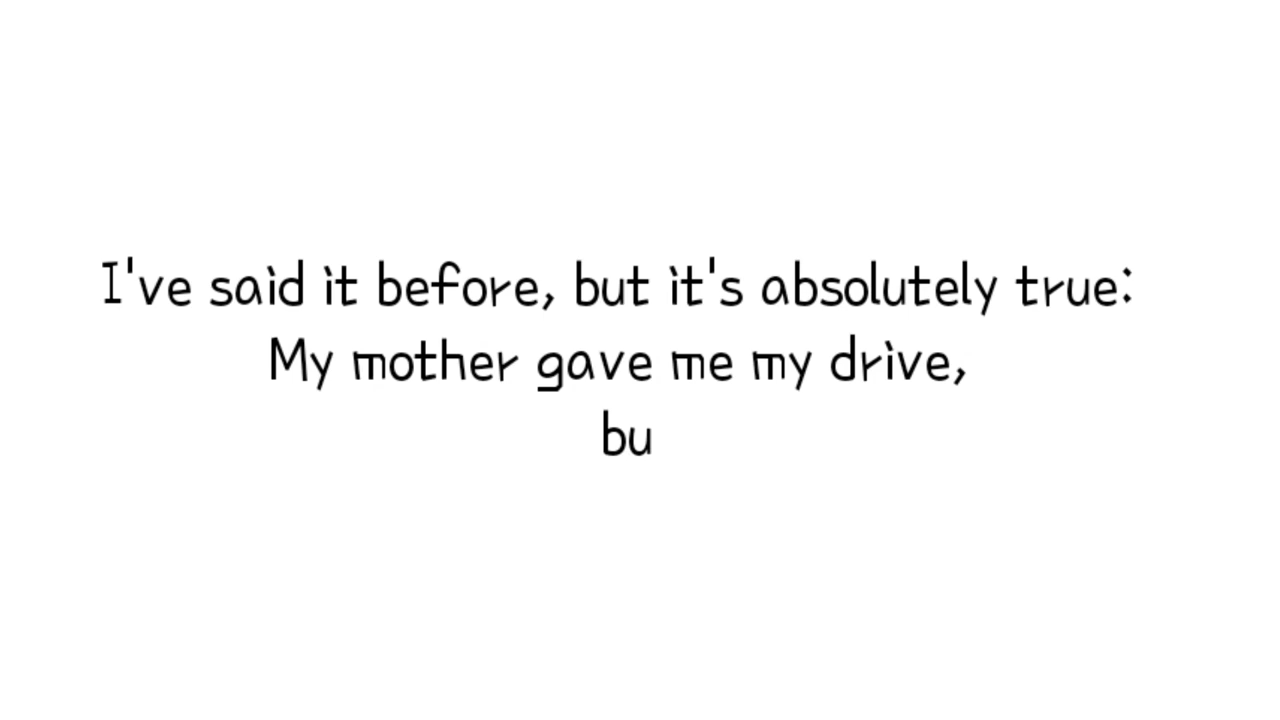 I've said it before, but it's absolutely true:
My mother gave me my drive,
bu